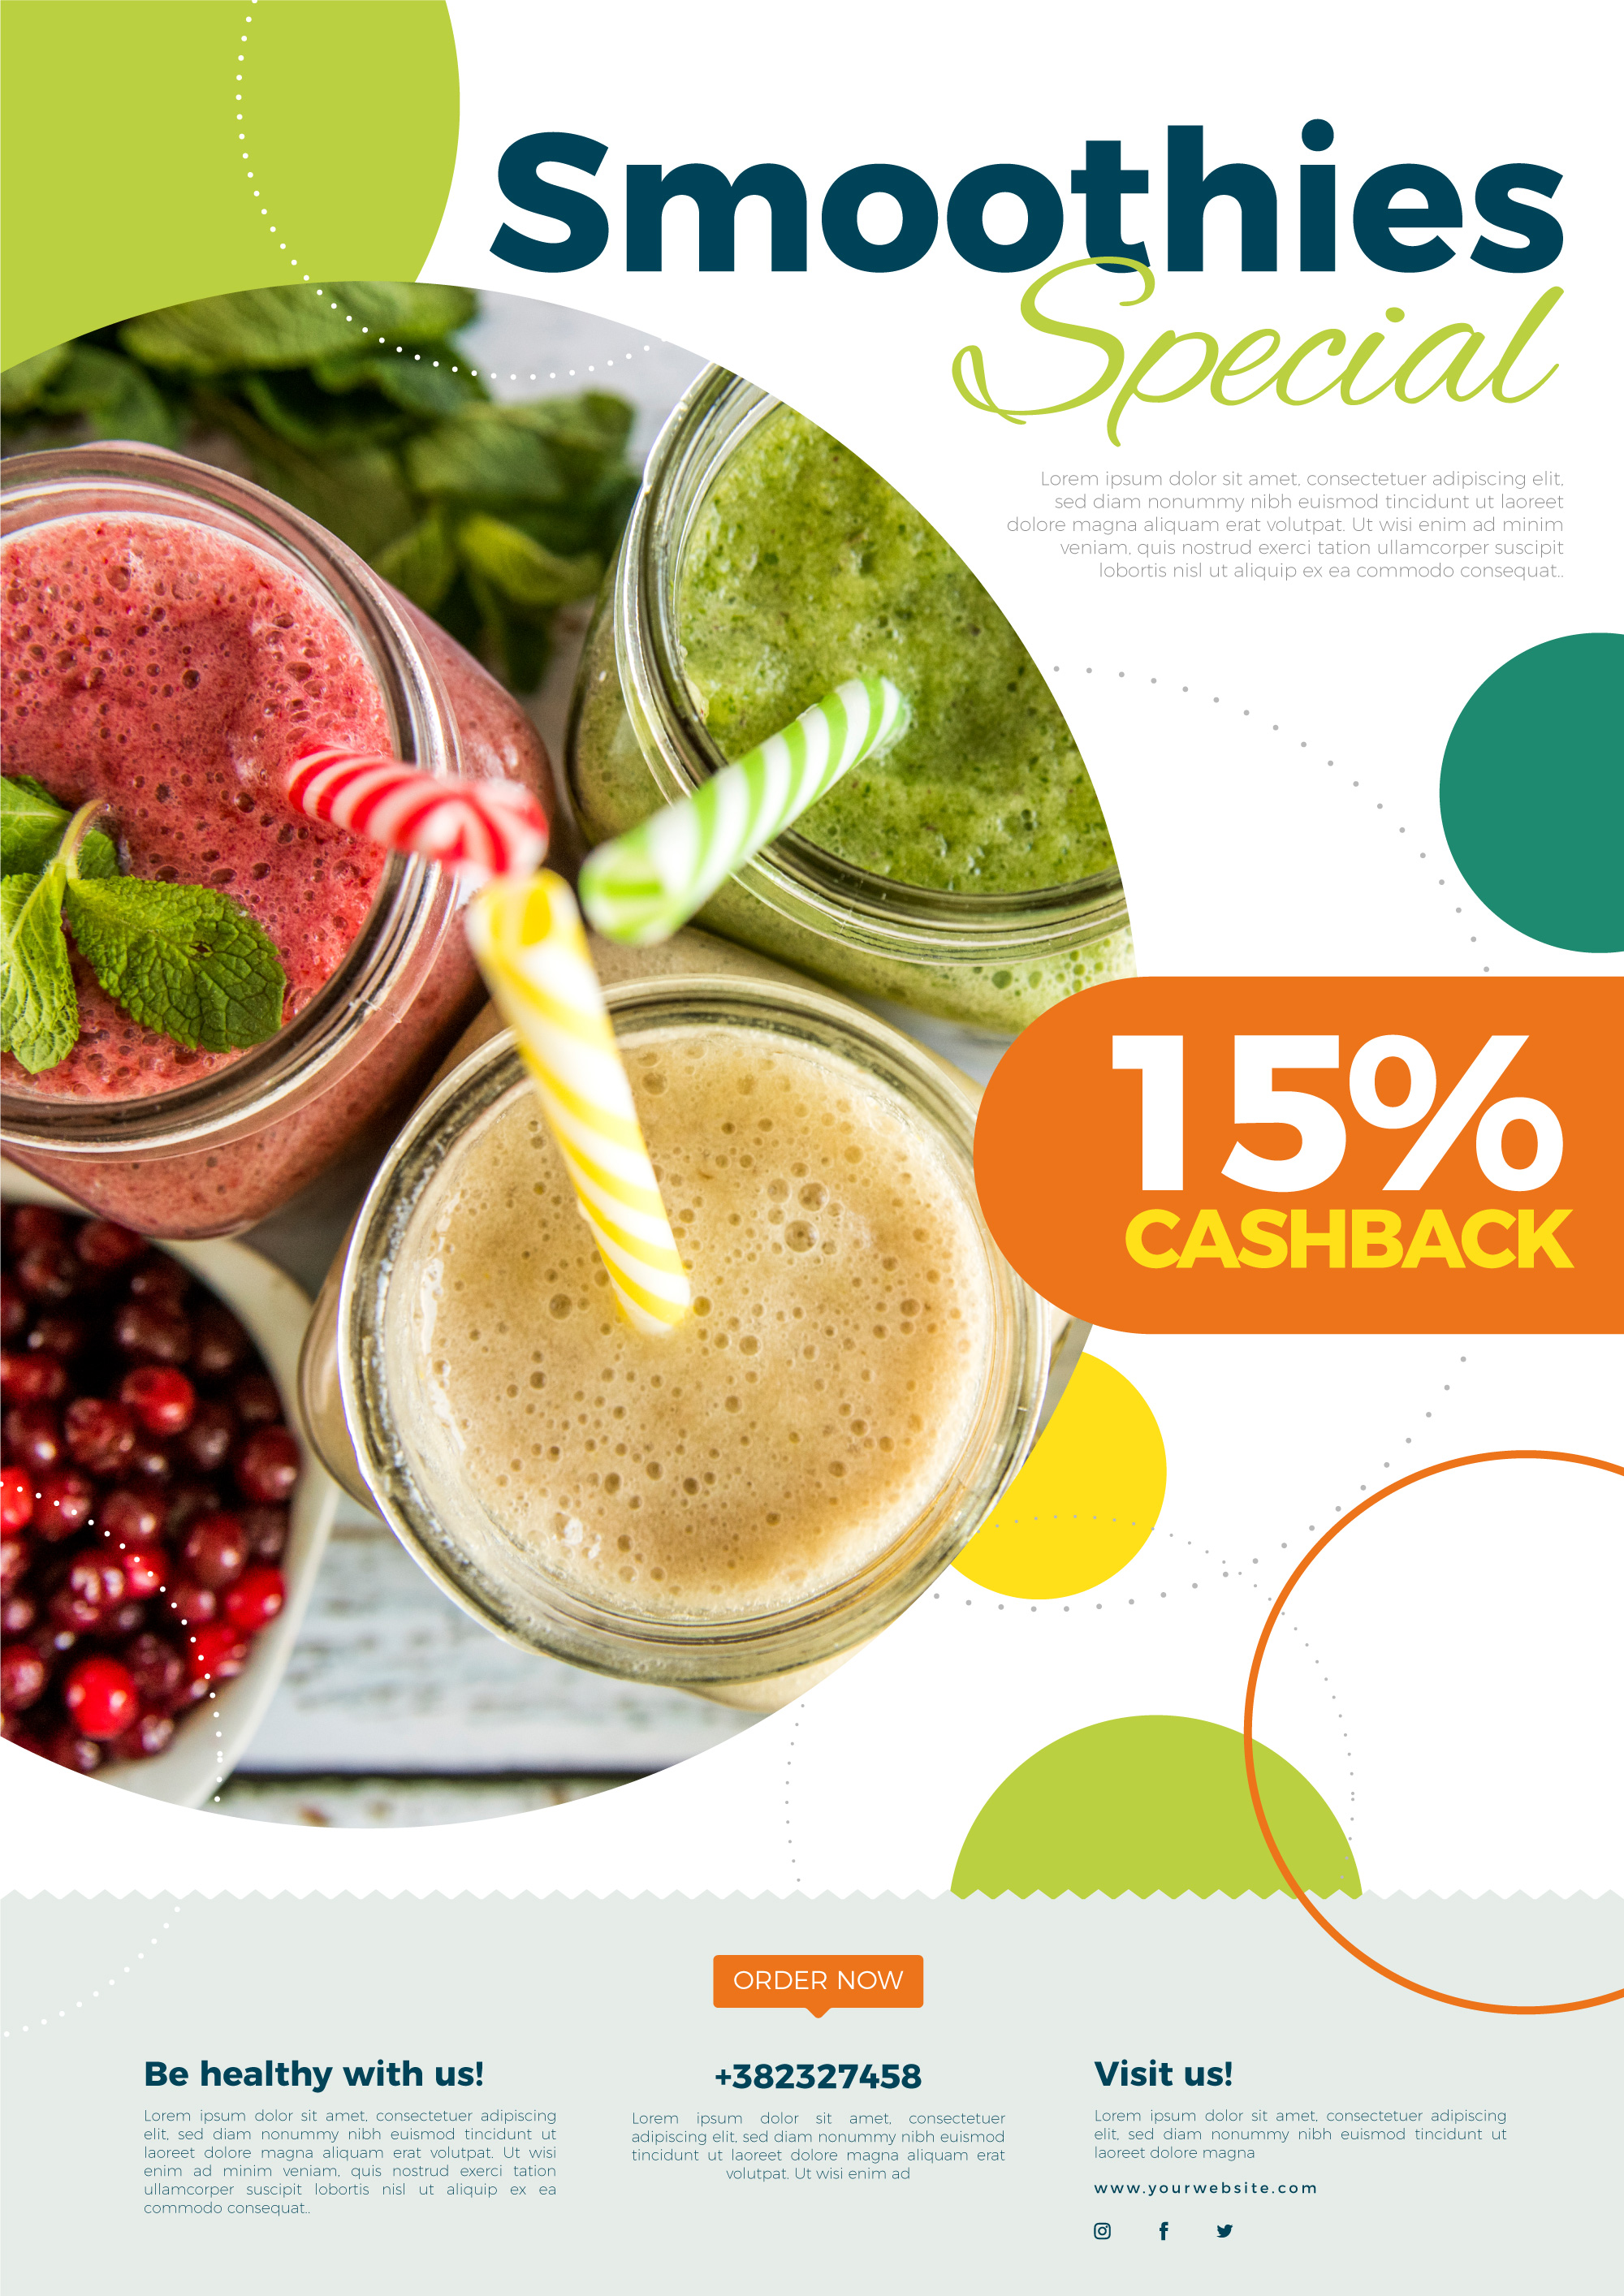 Smoothies
Special
Lorem ipsum dolor sit amet, consectetuer adipiscing elit,
sed diam nonummy nibh euismod tincidunt ut laoreet
dolore magna aliquam erat volutpat. Ut wisi enim ad minim
veniam, quis nostrud exerci tation ullamcorper suscipit
lobortis nisl ut aliquip ex ea commodo consequat..
15%
CASHBACK
ORDER NOW
Be healthy with us!
Lorem ipsum dolor sit amet, consectetuer adipiscing
elit, sed diam nonummy nibh euismod tincidunt ut
laoreet dolore magna aliquam erat volutpat. Ut wisi
enim ad minim veniam, quis nostrud exerci tation
ullamcorper suscipit lobortis nisl ut aliquip ex ea
commodo consequat..
+382327458
Lorem ipsum dolor sit amet, consectetuer
adipiscing elit, sed diam nonummy nibh euismod
tincidunt ut laoreet dolore magna aliquam erat
volutpat. Ut wisi enim ad
Visit us!
Lorem ipsum dolor sit amet, consectetuer adipiscing
elit, sed diam nonummy nibh euismod tincidunt ut
laoreet dolore magna
www.yourwebsite.com